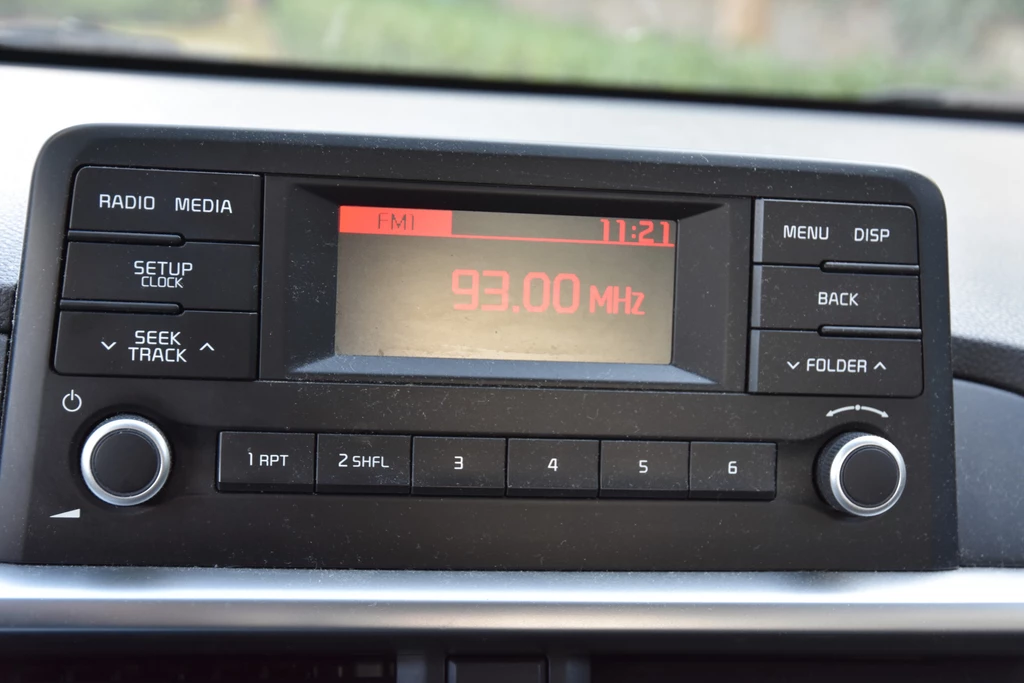 RADIO MEDIA
SETUP
CLOCK
SEEK
TRACK
FM1 11:21
93.00 MHz
MENU DISP
BACK
FOLDER
1 RPT 2 SHFL 3 4 5 6